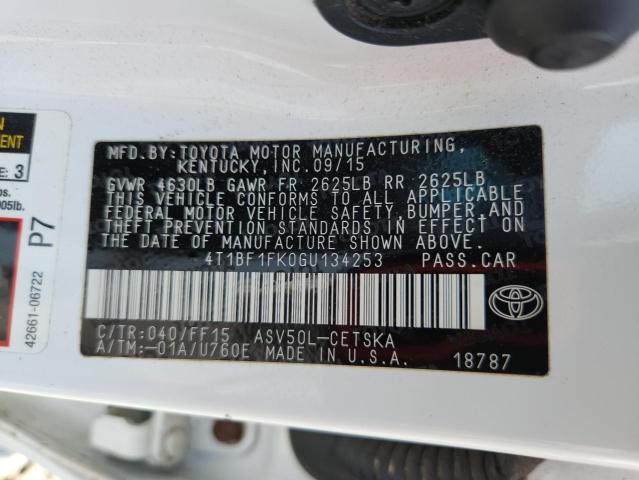 MFD.BY:TOYOTA MOTOR MANUFACTURING,
KENTUCKY, INC.09/15
GVWR 4630LB GAWR FR 2625LB RR 2625LB
THIS VEHICLE CONFORMS TO ALL APPLICABLE
FEDERAL MOTOR VEHICLE SAFETY,BUMPER,AND
THEFT PREVENTION STANDARDS IN EFFECT ON
THE DATE OF MANUFACTURE SHOWN ABOVE.
4T1BF1FK0GU134253 PASS.CAR
C/TR:040/FF15 ASV50L-CETSKA
A/TM:-01A/U760E MADE IN U.S.A. 18787
3
P7
42661-06722